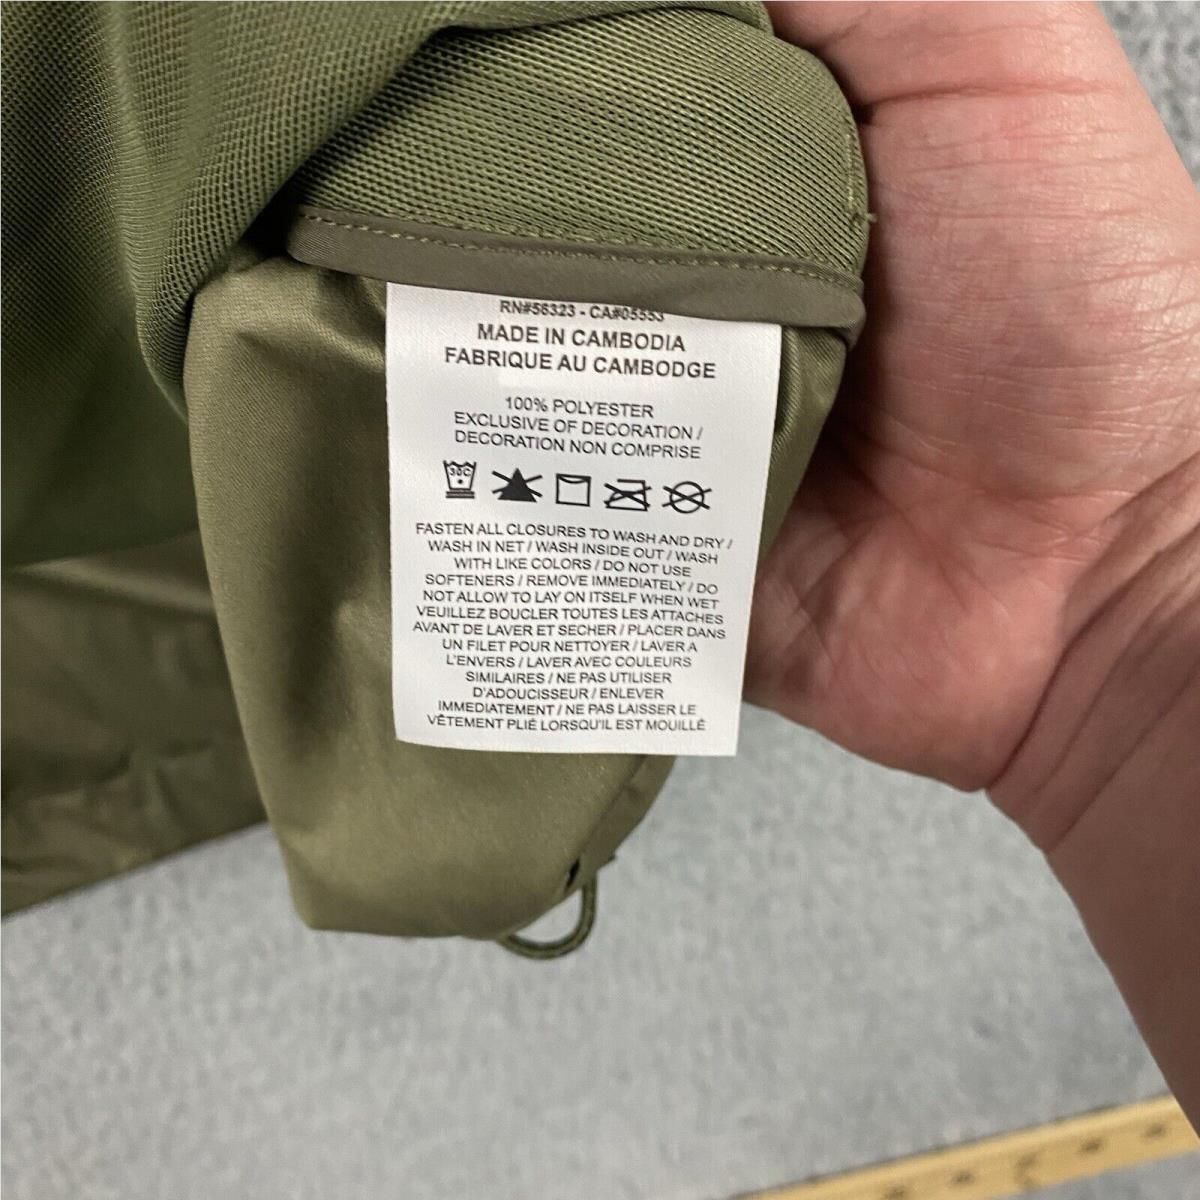 RN#56323 - CA#05553
MADE IN CAMBODIA
FABRIQUE AU CAMBODGE
100% POLYESTER
EXCLUSIVE OF DECORATION /
DECORATION NON COMPRISE
30C
FASTEN ALL CLOSURES TO WASH AND DRY /
WASH IN NET / WASH INSIDE OUT / WASH
WITH LIKE COLORS / DO NOT USE
SOFTENERS / REMOVE IMMEDIATELY / DO
NOT ALLOW TO LAY ON ITSELF WHEN WET
VEUILLEZ BOUCLER TOUTES LES ATTACHES
AVANT DE LAVER ET SECHER / PLACER DANS
UN FILET POUR NETTOYER / LAVER A
L'ENVERS / LAVER AVEC COULEURS
SIMILAIRES / NE PAS UTILISER
D'ADOUCISSEUR / ENLEVER
IMMEDIATEMENT / NE PAS LAISSER LE
VÊTEMENT PLIÉ LORSQU'IL EST MOUILLÉ